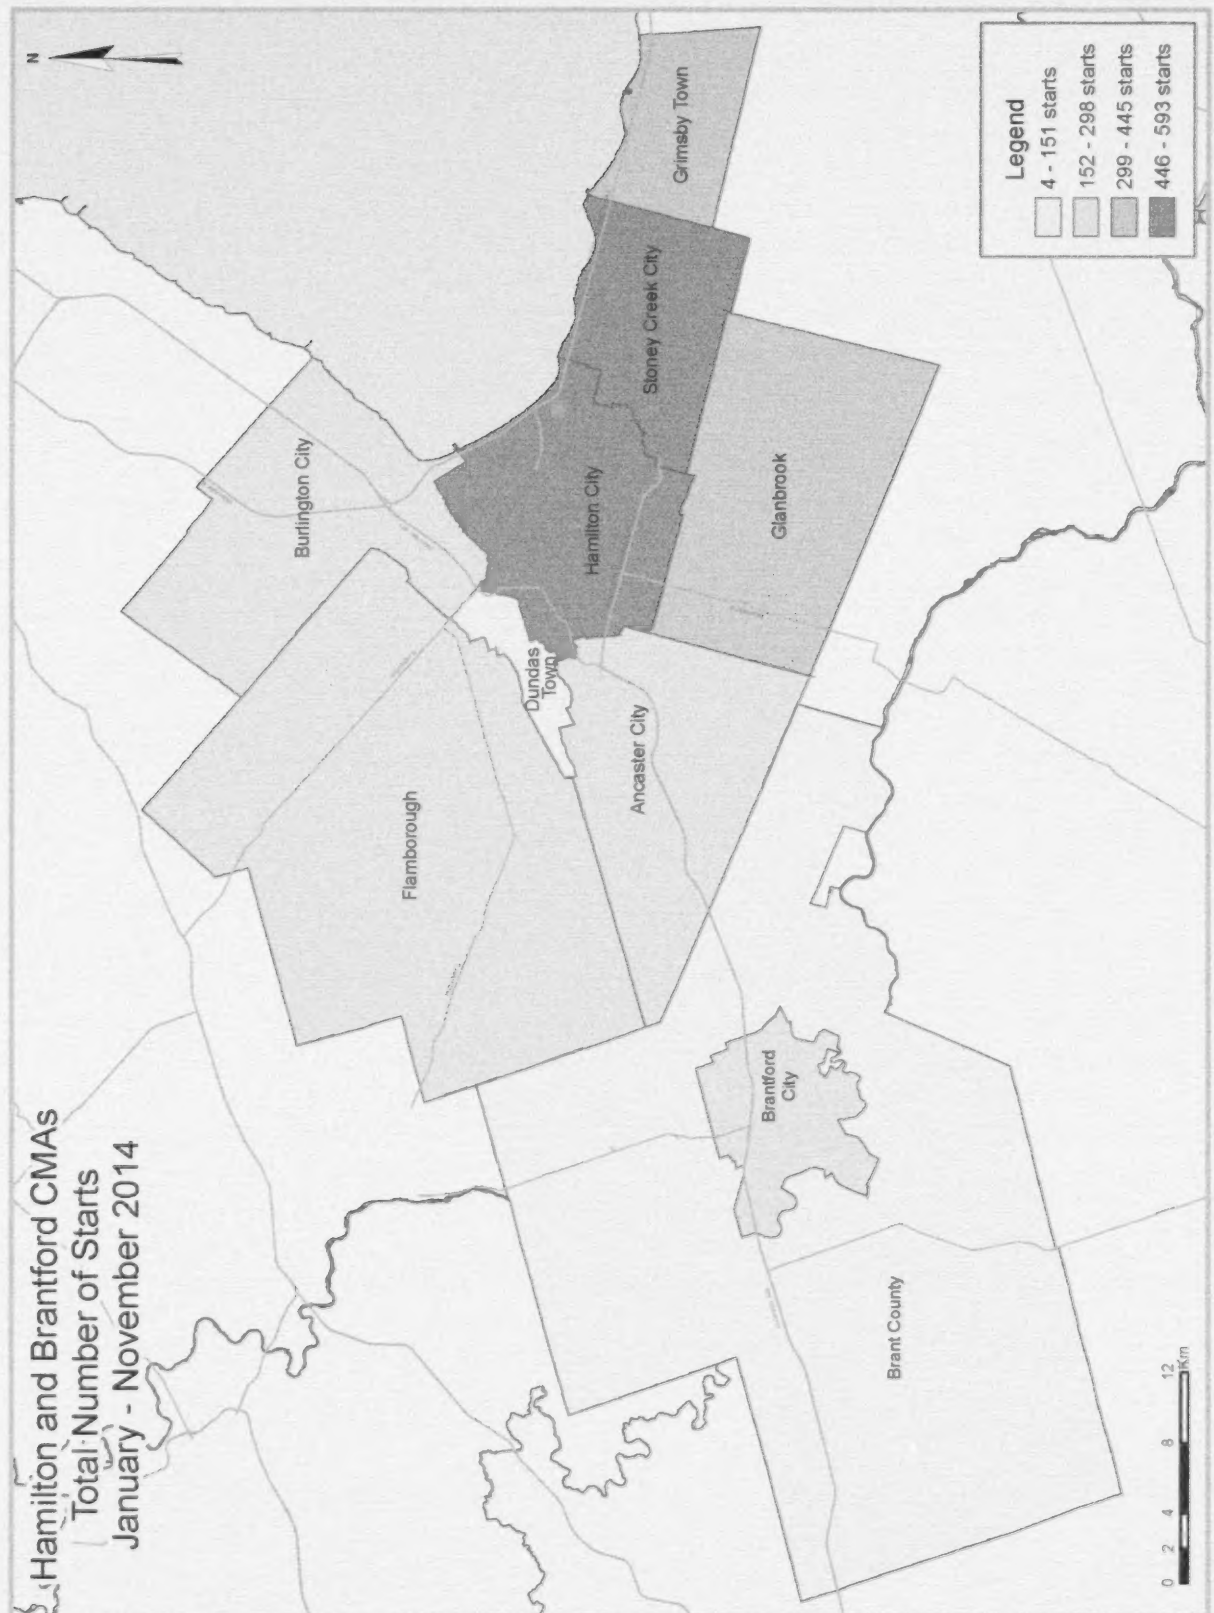 Hamilton and Brantford CMAs
Total Number of Starts
January - November 2014
N
Burlington City
Flamborough
Dundas
Town
Hamilton City
Stoney Creek City
Grimsby Town
Ancaster City
Glanbrook
Brantford
City
Brant County
Legend
4 - 151 starts
152 - 298 starts
299 - 445 starts
446 - 593 starts
0 2 4 8 12
Km